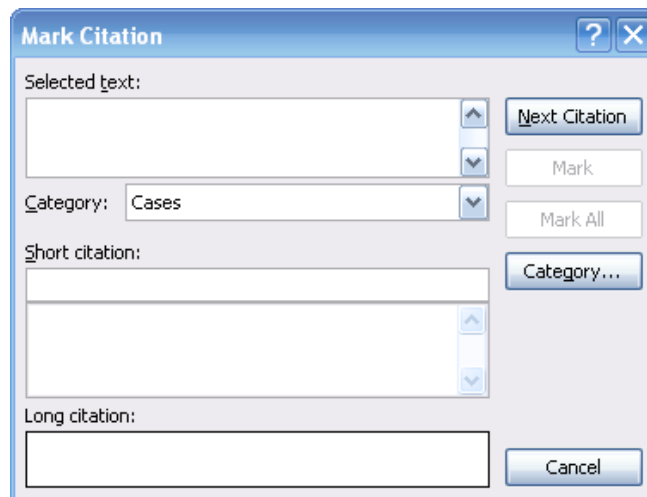 Mark Citation
Selected text:
Next Citation
Mark
Category: Cases
Mark All
Short citation:
Category...
Long citation:
Cancel